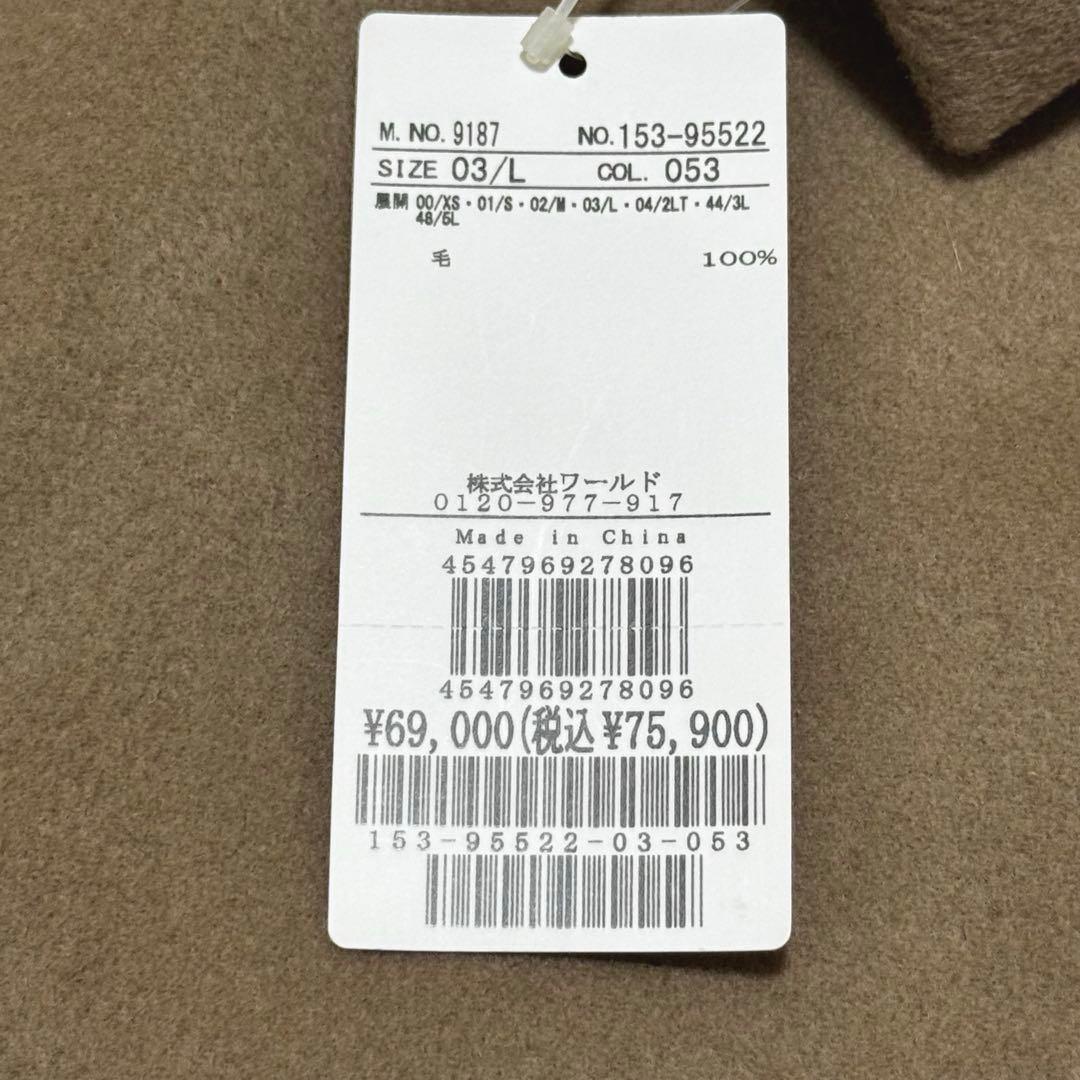 M. NO. 9187 NO. 153-95522
SIZE 03/L COL. 053
展開 00/XS・01/S・02/M・03/L・04/2LT・44/3L
48/5L
毛 100%
株式会社ワールド
0120-977-917
Made in China
4547969278096
4547969278096
¥69,000(税込¥75,900)
153-95522-03-053